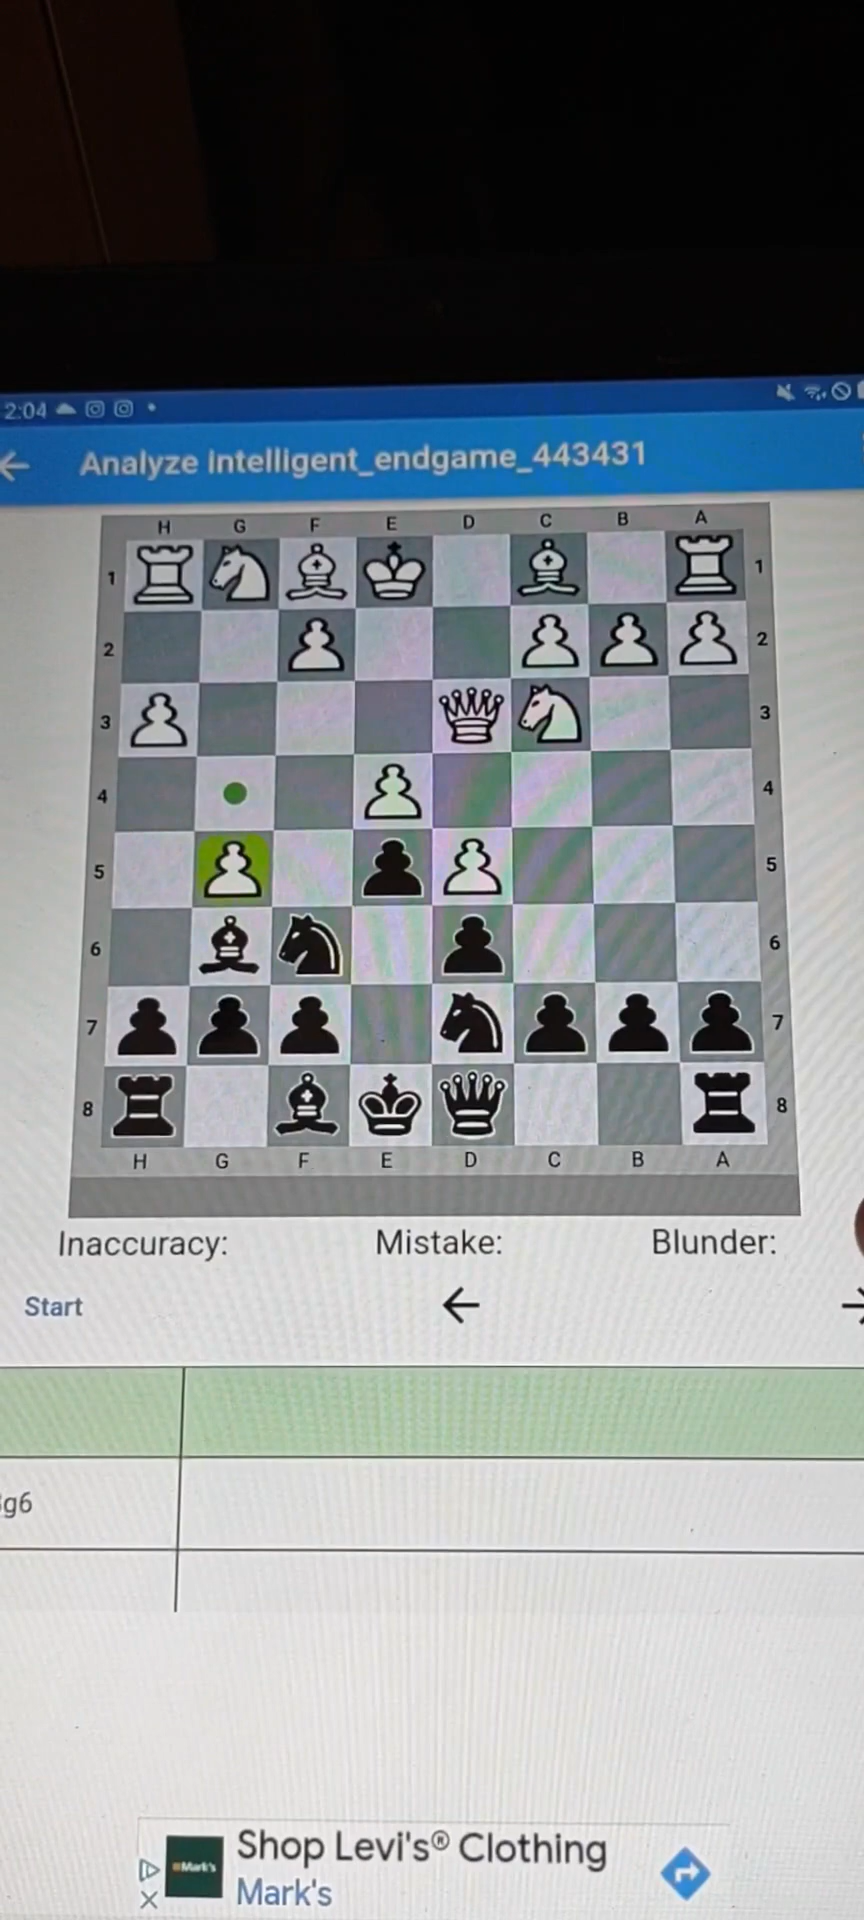 2:04
Analyze Intelligent_endgame_443431
H G F E D C B A
1 1
2 2
3 3
4 4
5 5
6 6
7 7
8 8
H G F E D C B A
Inaccuracy: Mistake: Blunder:
Start
g6
Shop Levi's® Clothing
Mark's
Mark's